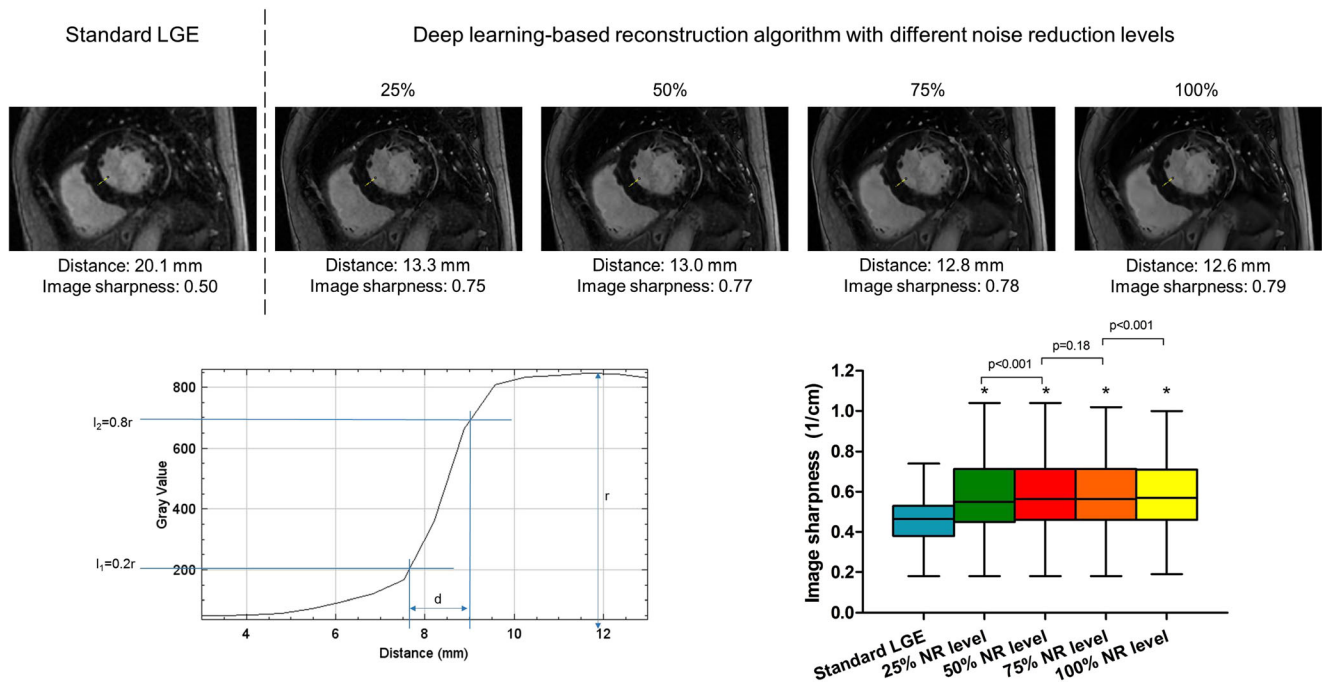 Standard LGE
Deep learning-based reconstruction algorithm with different noise reduction levels
25%
50%
75%
100%
Distance: 20.1 mm
Image sharpness: 0.50
Distance: 13.3 mm
Image sharpness: 0.75
Distance: 13.0 mm
Image sharpness: 0.77
Distance: 12.8 mm
Image sharpness: 0.78
Distance: 12.6 mm
Image sharpness: 0.79
800
600
400
200
I₂=0.8r
I₁=0.2r
Gray Value
r
d
4
6
8
10
12
Distance (mm)
p<0.001
p=0.18
p<0.001
1.2
1.0
0.8
0.6
0.4
0.2
0.0
Image sharpness (1/cm)
*
*
*
*
Standard LGE
25% NR level
50% NR level
75% NR level
100% NR level